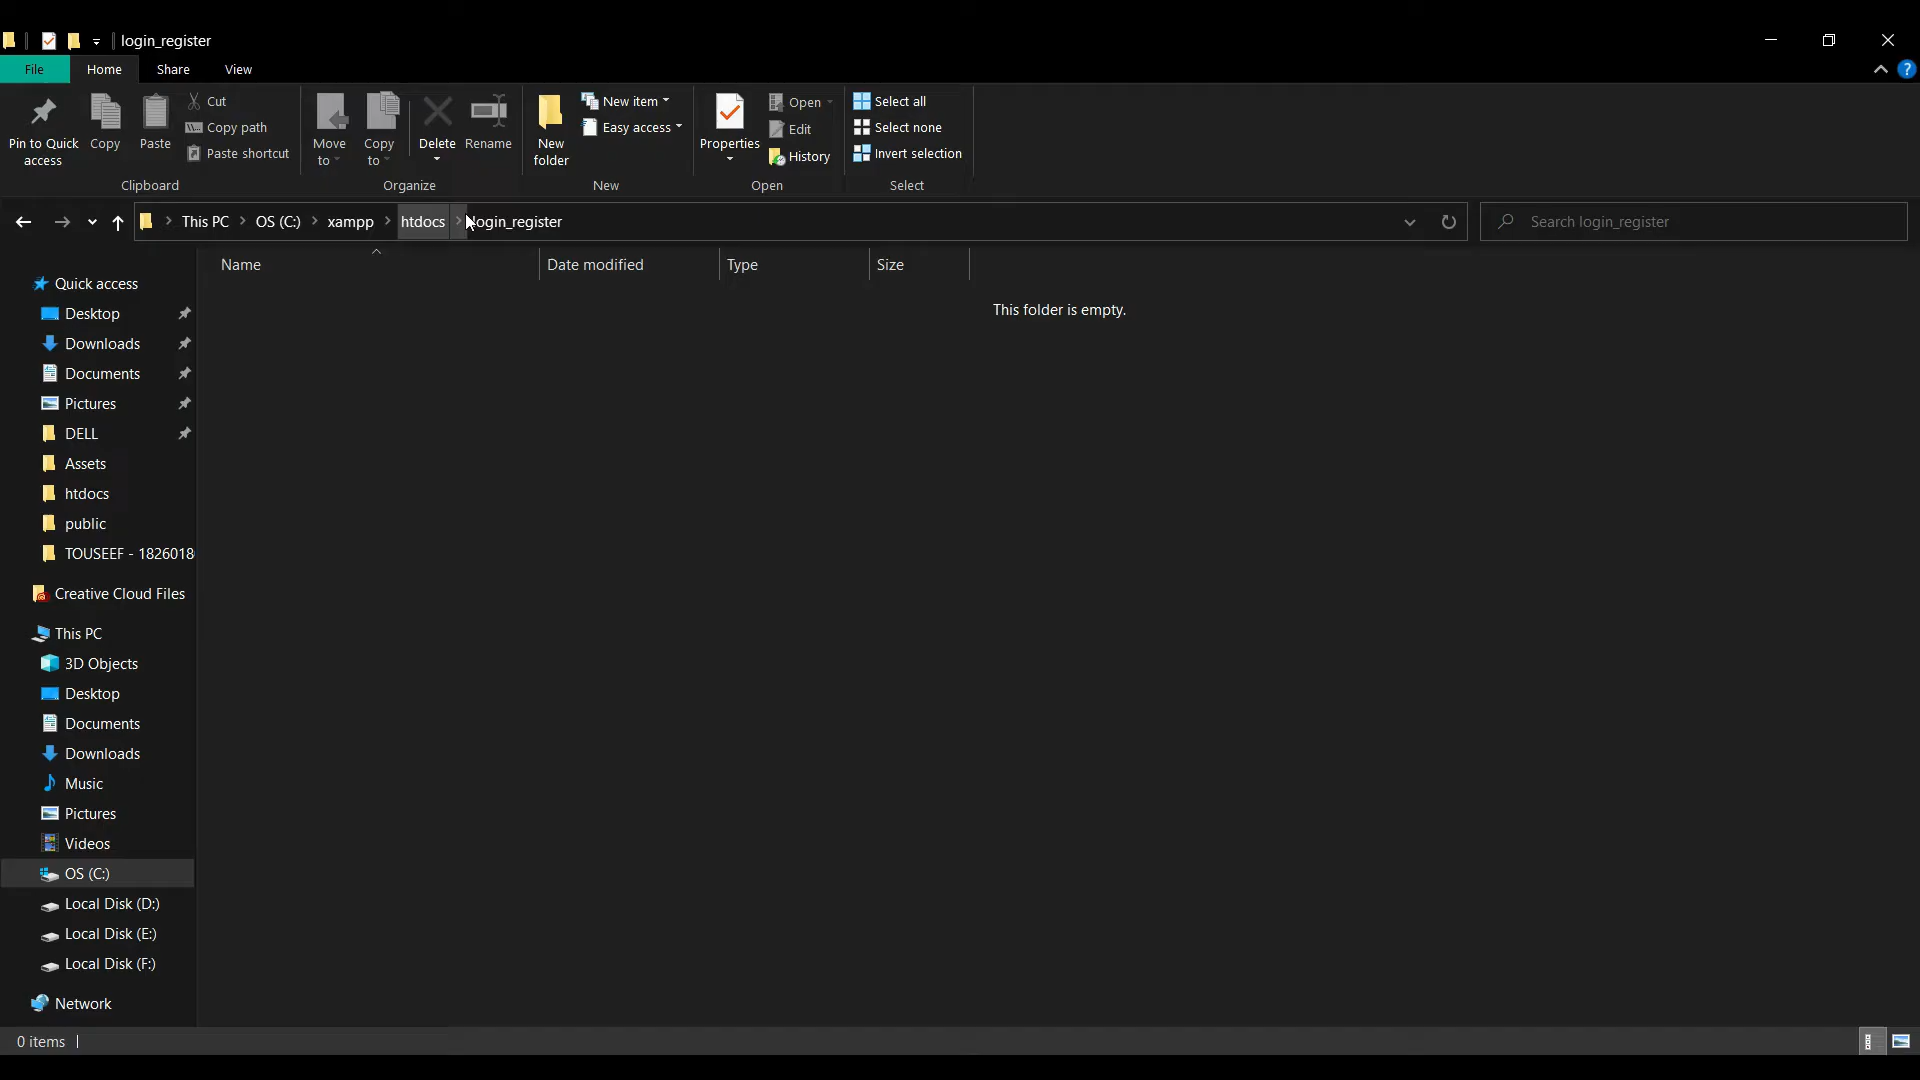 login_register
File Home Share View
Pin to Quick access
Copy
Paste
Cut
Copy path
Paste shortcut
Clipboard
Move to
Copy to
Delete
Rename
Organize
New folder
New item
Easy access
New
Properties
Open
Edit
History
Open
Select all
Select none
Invert selection
Select
This PC OS (C:) xampp htdocs login_register
Search login_register
Name Date modified Type Size
This folder is empty.
Quick access
Desktop
Downloads
Documents
Pictures
DELL
Assets
htdocs
public
TOUSEEF - 1826018
Creative Cloud Files
This PC
3D Objects
Desktop
Documents
Downloads
Music
Pictures
Videos
OS (C:)
Local Disk (D:)
Local Disk (E:)
Local Disk (F:)
Network
0 items